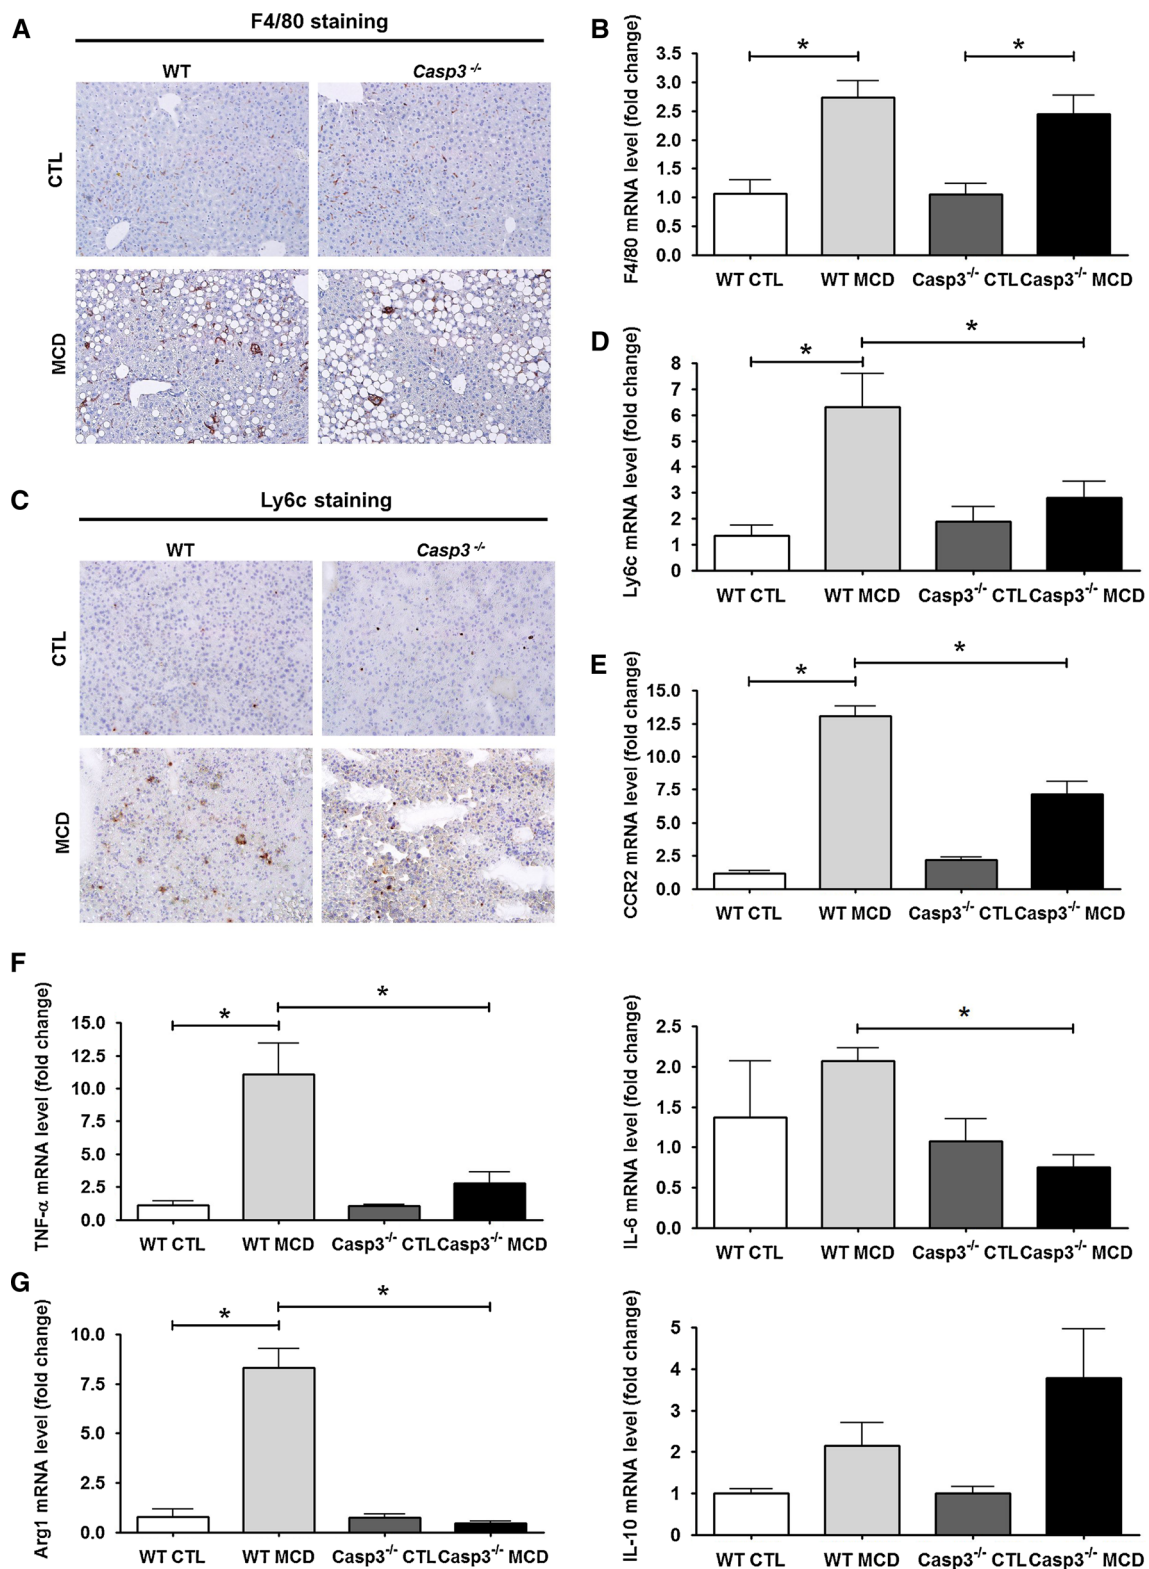 A
F4/80 staining
WT
Casp3 -/-
CTL
MCD
B
*
*
F4/80 mRNA level (fold change)
3.5
3.0
2.5
2.0
1.5
1.0
0.5
0.0
WT CTL
WT MCD
Casp3-/- CTL
Casp3-/- MCD
C
Ly6c staining
WT
Casp3 -/-
CTL
MCD
D
*
*
Ly6c mRNA level (fold change)
8
7
6
5
4
3
2
1
0
WT CTL
WT MCD
Casp3-/- CTL
Casp3-/- MCD
E
*
*
CCR2 mRNA level (fold change)
15.0
12.5
10.0
7.5
5.0
2.5
0.0
WT CTL
WT MCD
Casp3-/- CTL
Casp3-/- MCD
F
*
*
TNF-α mRNA level (fold change)
15.0
12.5
10.0
7.5
5.0
2.5
0.0
WT CTL
WT MCD
Casp3-/- CTL
Casp3-/- MCD
*
IL-6 mRNA level (fold change)
2.5
2.0
1.5
1.0
0.5
0.0
WT CTL
WT MCD
Casp3-/- CTL
Casp3-/- MCD
G
*
*
Arg1 mRNA level (fold change)
10.0
7.5
5.0
2.5
0.0
WT CTL
WT MCD
Casp3-/- CTL
Casp3-/- MCD
IL-10 mRNA level (fold change)
5
4
3
2
1
0
WT CTL
WT MCD
Casp3-/- CTL
Casp3-/- MCD